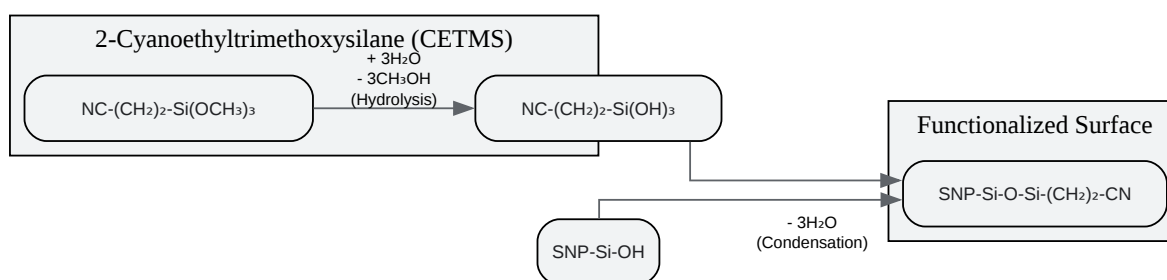 2-Cyanoethyltrimethoxysilane (CETMS)
+ 3H₂O
- 3CH₃OH
(Hydrolysis)
NC-(CH₂)₂-Si(OCH₃)₃
NC-(CH₂)₂-Si(OH)₃
Functionalized Surface
SNP-Si-O-Si-(CH₂)₂-CN
- 3H₂O
(Condensation)
SNP-Si-OH